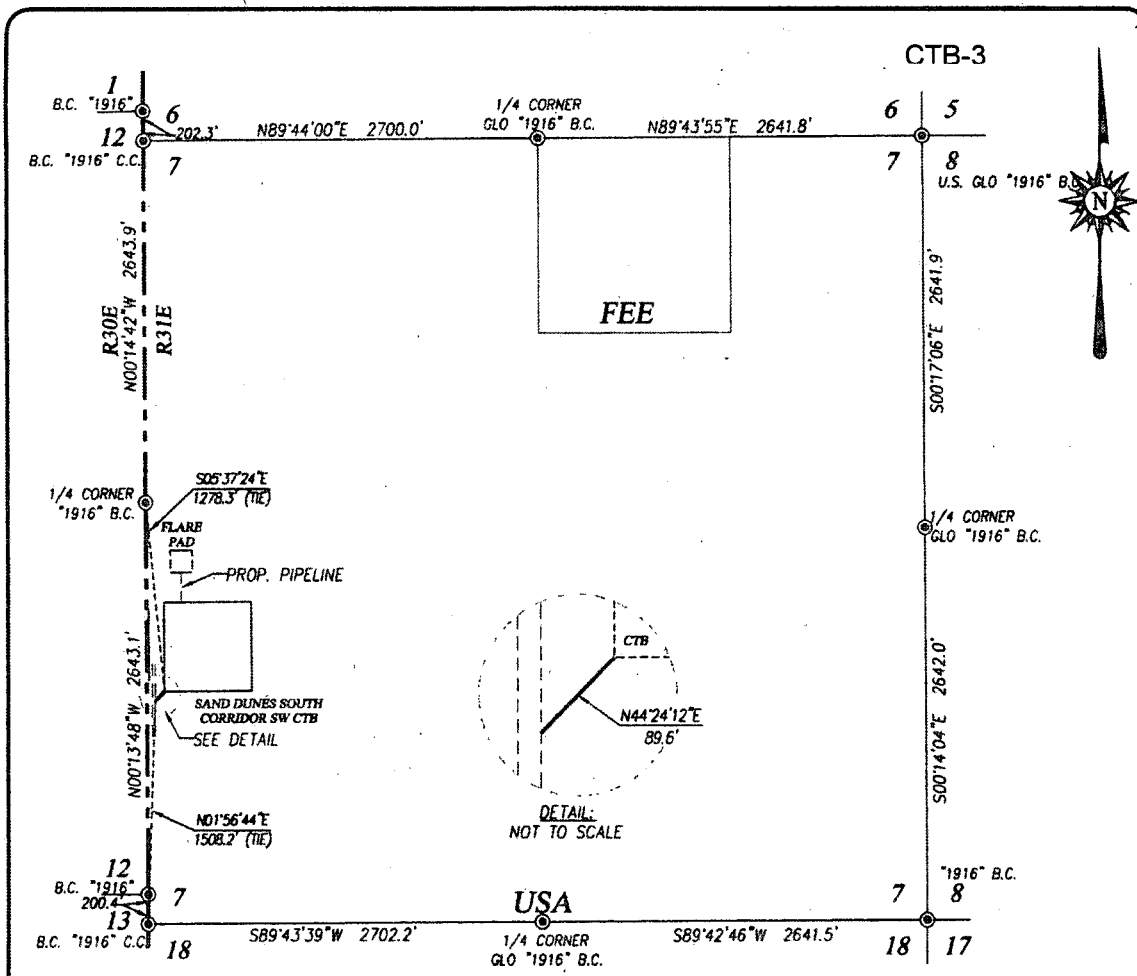 CTB-3
1
B.C. "1916"
6
202.3'
12
B.C. "1916" C.C.
7
N89°44'00"E 2700.0'
1/4 CORNER
GLO "1916" B.C.
N89°43'55"E 2641.8'
6 5
7 8
U.S. GLO "1916" B.C.
N
N00°14'42"W 2643.9'
R30E
R31E
FEE
S00°17'06"E 2641.9'
1/4 CORNER
"1916" B.C.
S05°37'24"E
1278.3' (TIE)
FLARE
PAD
PROP. PIPELINE
1/4 CORNER
GLO "1916" B.C.
N00°13'48"W 2643.1'
SAND DUNES SOUTH
CORRIDOR SW CTB
SEE DETAIL
CTB
N44°24'12"E
89.6'
DETAIL:
NOT TO SCALE
S00°14'04"E 2642.0'
N01°56'44"E
1508.2' (TIE)
12
B.C. "1916"
7
200.4'
13
B.C. "1916" C.C.
18
S89°43'39"W 2702.2'
USA
1/4 CORNER
GLO "1916" B.C.
S89°42'46"W 2641.5'
"1916" B.C.
7 8
18 17